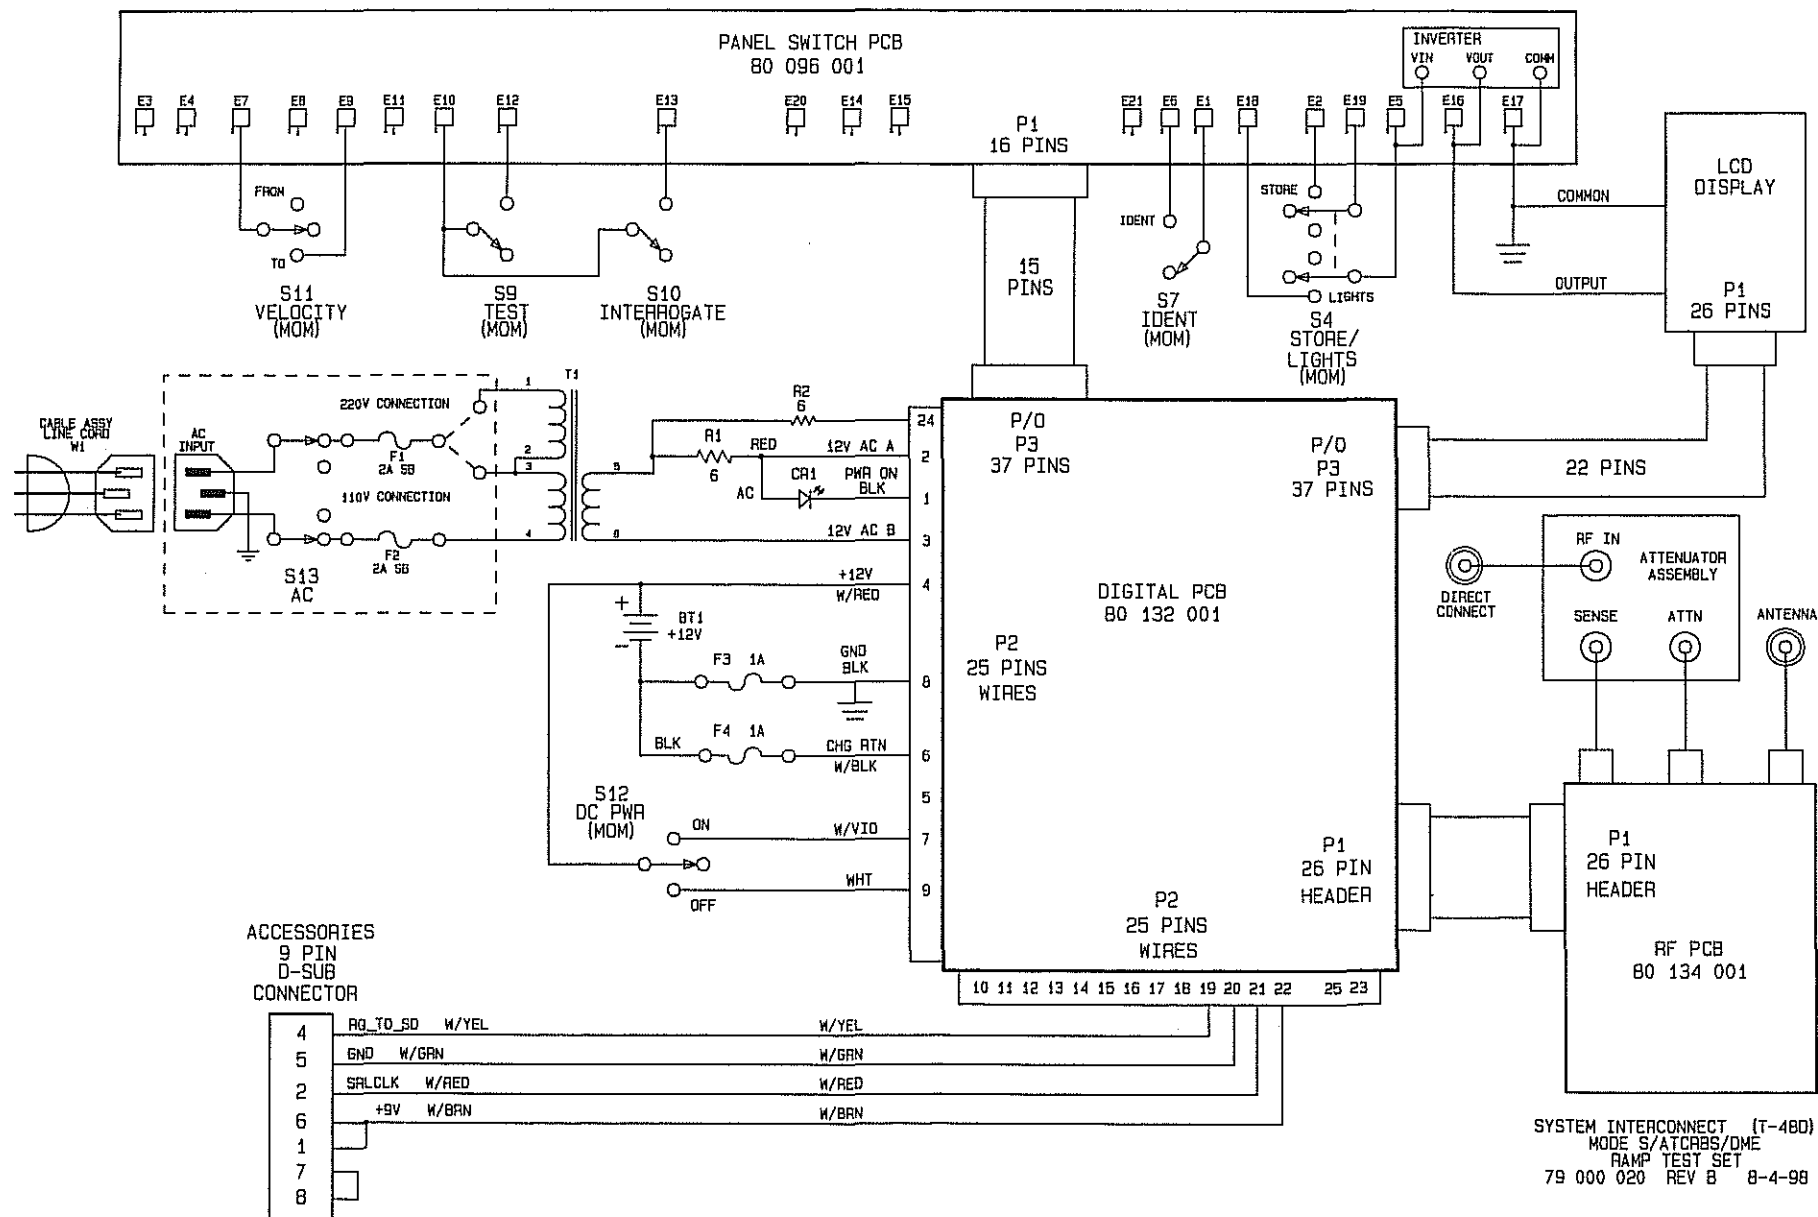 PANEL SWITCH PCB
80 096 001
INVERTER
VIN VOUT COMM
E3 E4 E7 E8 E9 E11 E10 E12 E13 E20 E14 E15 E21 E6 E1 E18 E2 E19 E5 E16 E17
P1
16 PINS
FROM
TO
S11
VELOCITY
(MOM)
S9
TEST
(MOM)
S10
INTERROGATE
(MOM)
15
PINS
IDENT
S7
IDENT
(MOM)
STORE
LIGHTS
S4
STORE/
LIGHTS
(MOM)
COMMON
OUTPUT
LCD
DISPLAY
P1
26 PINS
CABLE ASSY
LINE CORD
W1
AC
INPUT
220V CONNECTION
F1
2A SB
110V CONNECTION
F2
2A SB
S13
AC
T1
1
2
3
4
5
6
R2
6
R1
6
RED
AC
CR1
12V AC A
PWR ON
BLK
12V AC B
+12V
W/RED
+
BT1
+12V
-
F3 1A
GND
BLK
BLK
F4 1A
CHG RTN
W/BLK
S12
DC PWR
(MOM)
ON
W/VIO
WHT
OFF
24
2
1
3
4
8
6
5
7
9
P/O
P3
37 PINS
P/O
P3
37 PINS
22 PINS
DIGITAL PCB
80 132 001
P2
25 PINS
WIRES
P2
25 PINS
WIRES
P1
26 PIN
HEADER
10 11 12 13 14 15 16 17 18 19 20 21 22 25 23
RF IN
ATTENUATOR
ASSEMBLY
DIRECT
CONNECT
SENSE
ATTN
ANTENNA
P1
26 PIN
HEADER
RF PCB
80 134 001
ACCESSORIES
9 PIN
D-SUB
CONNECTOR
4 RG_TO_SD W/YEL W/YEL
5 GND W/GRN W/GRN
2 SRLCLK W/RED W/RED
6 +9V W/BRN W/BRN
1
7
8
SYSTEM INTERCONNECT (T-48D)
MODE S/ATCRBS/DME
RAMP TEST SET
79 000 020 REV B 8-4-98